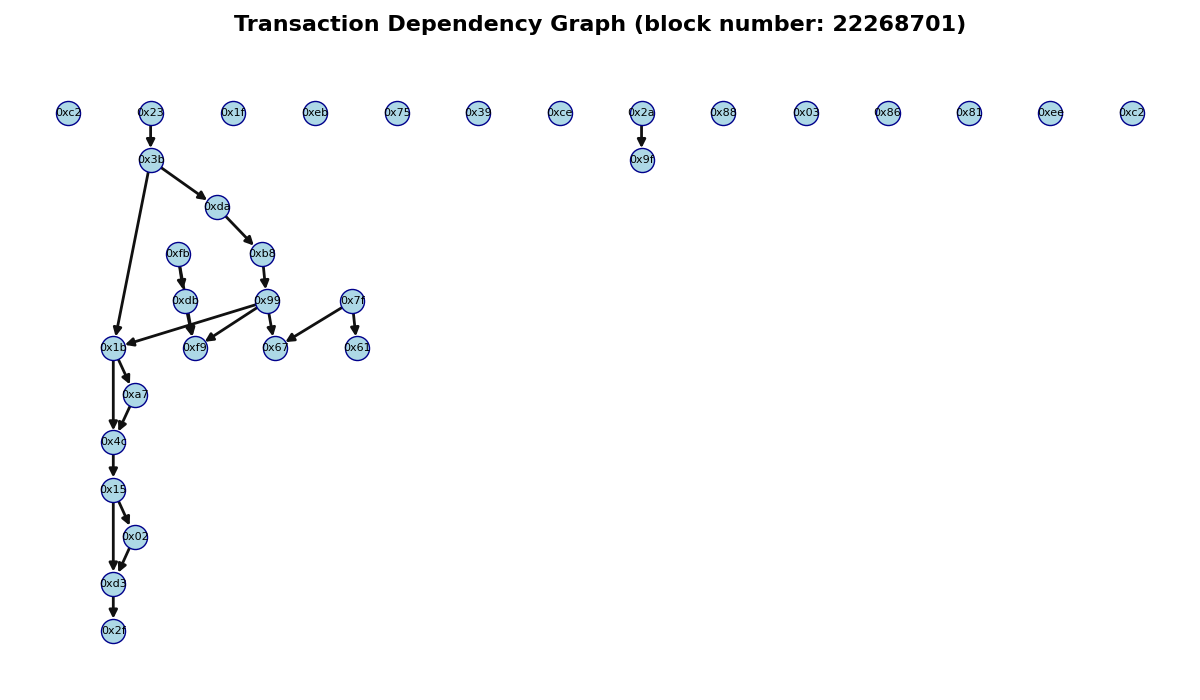 Transaction Dependency Graph (block number: 22268701)
0xc2 0x23 0x1f 0xeb 0x75 0x39 0xce 0x2a 0x88 0x03 0x86 0x81 0xee 0xc2
0x3b 0x9f
0xda
0xfb 0xb8
0xdb 0x99 0x7f
0x1b 0xf9 0x67 0x61
0xa7
0x4c
0x15
0x02
0xd3
0x2f